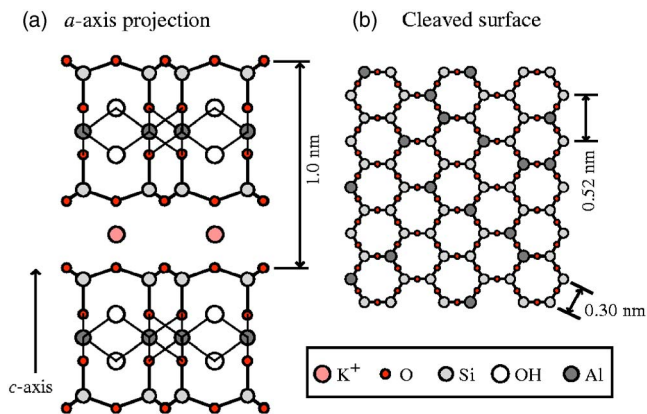 (a) a-axis projection
(b) Cleaved surface
1.0 nm
0.52 nm
0.30 nm
c-axis
K+ O Si OH Al